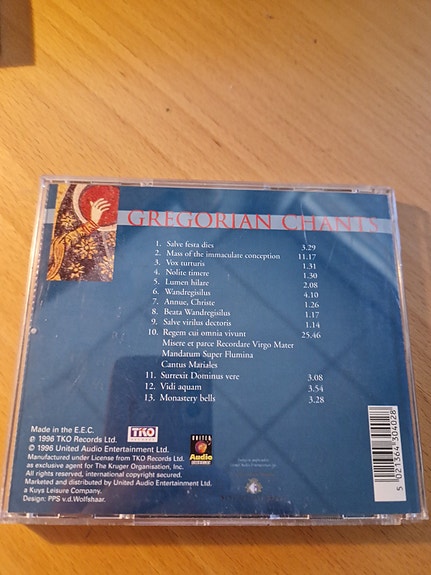 GREGORIAN CHANTS
1. Salve festa dies 3.29
2. Mass of the immaculate conception 11.17
3. Vox turturis 1.31
4. Nolite timere 1.30
5. Lumen hilare 2.08
6. Wandregisilus 4.10
7. Annue, Christe 1.26
8. Beata Wandregisilus 1.17
9. Salve virilus dectoris 1.14
10. Regem cui omnia vivunt 25.46
Misere et parce Recordare Virgo Mater
Mandatum Super Flumina
Cantus Mariales
11. Surrexit Dominus vere 3.08
12. Vidi aquam 3.54
13. Monastery bells 3.28
Made in the E.E.C.
℗ 1996 TKO Records Ltd.
© 1996 United Audio Entertainment Ltd.
Manufactured under License from TKO Records Ltd.
as exclusive agent for The Kruger Organisation, Inc.
All rights reserved, international copyright secured.
Marketed and distributed by United Audio Entertainment Ltd.
a Kuys Leisure Company.
Design: PPS v.d.Wolfshaar.
TKO
RECORDS
UNITED
Audio
ENTERTAINMENT
5 021364 304028